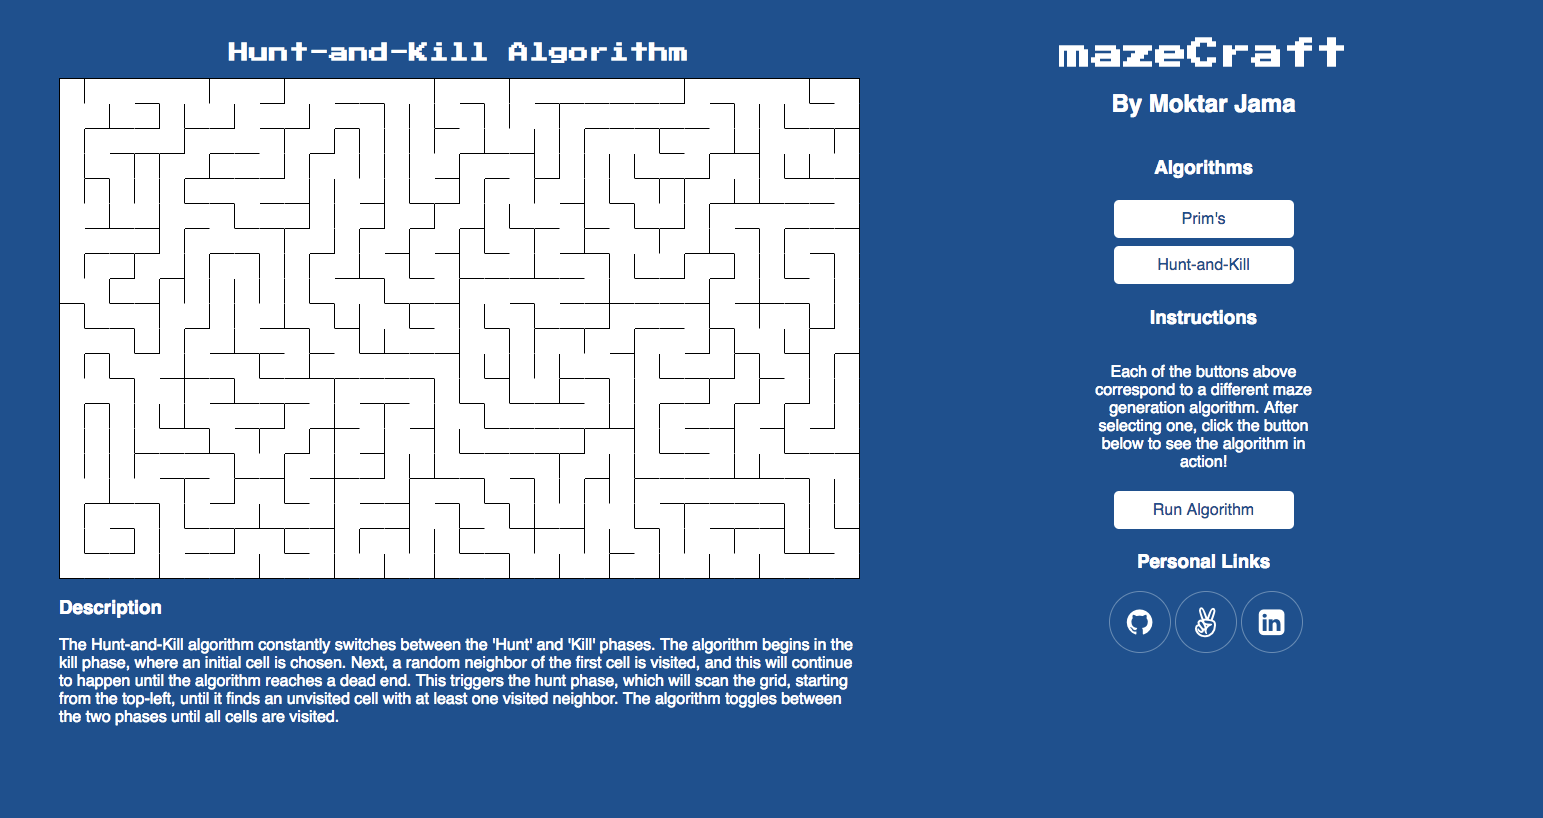 Hunt-and-Kill Algorithm
Description
The Hunt-and-Kill algorithm constantly switches between the 'Hunt' and 'Kill' phases. The algorithm begins in the
kill phase, where an initial cell is chosen. Next, a random neighbor of the first cell is visited, and this will continue
to happen until the algorithm reaches a dead end. This triggers the hunt phase, which will scan the grid, starting
from the top-left, until it finds an unvisited cell with at least one visited neighbor. The algorithm toggles between
the two phases until all cells are visited.
mazeCraft
By Moktar Jama
Algorithms
Prim's
Hunt-and-Kill
Instructions
Each of the buttons above
correspond to a different maze
generation algorithm. After
selecting one, click the button
below to see the algorithm in
action!
Run Algorithm
Personal Links
in